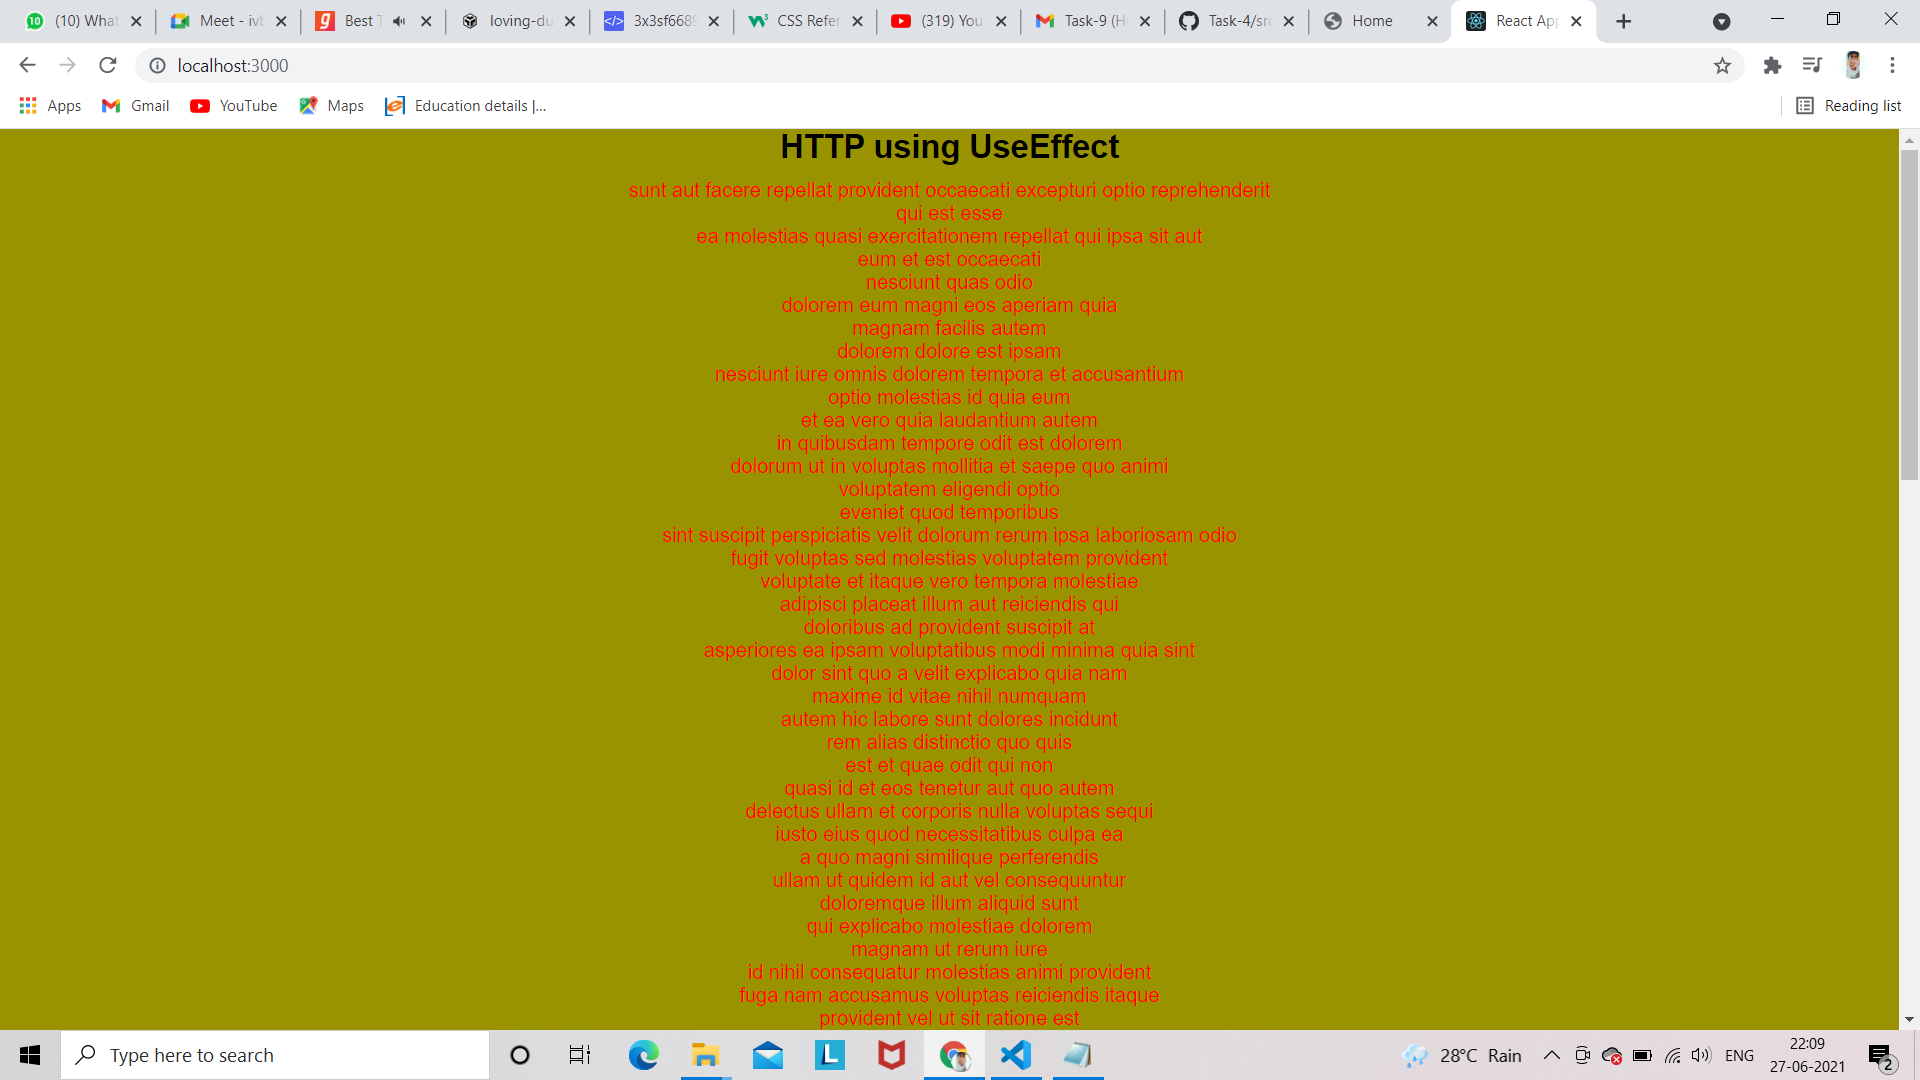 (10) What
Meet - ivb
Best T
loving-du
3x3sf6689
CSS Refer
(319) You
Task-9 (H
Task-4/src
Home
React App
localhost:3000
Apps
Gmail
YouTube
Maps
Education details |...
Reading list
HTTP using UseEffect
sunt aut facere repellat provident occaecati excepturi optio reprehenderit
qui est esse
ea molestias quasi exercitationem repellat qui ipsa sit aut
eum et est occaecati
nesciunt quas odio
dolorem eum magni eos aperiam quia
magnam facilis autem
dolorem dolore est ipsam
nesciunt iure omnis dolorem tempora et accusantium
optio molestias id quia eum
et ea vero quia laudantium autem
in quibusdam tempore odit est dolorem
dolorum ut in voluptas mollitia et saepe quo animi
voluptatem eligendi optio
eveniet quod temporibus
sint suscipit perspiciatis velit dolorum rerum ipsa laboriosam odio
fugit voluptas sed molestias voluptatem provident
voluptate et itaque vero tempora molestiae
adipisci placeat illum aut reiciendis qui
doloribus ad provident suscipit at
asperiores ea ipsam voluptatibus modi minima quia sint
dolor sint quo a velit explicabo quia nam
maxime id vitae nihil numquam
autem hic labore sunt dolores incidunt
rem alias distinctio quo quis
est et quae odit qui non
quasi id et eos tenetur aut quo autem
delectus ullam et corporis nulla voluptas sequi
iusto eius quod necessitatibus culpa ea
a quo magni similique perferendis
ullam ut quidem id aut vel consequuntur
doloremque illum aliquid sunt
qui explicabo molestiae dolorem
magnam ut rerum iure
id nihil consequatur molestias animi provident
fuga nam accusamus voluptas reiciendis itaque
provident vel ut sit ratione est
Type here to search
28°C Rain
ENG
22:09
27-06-2021
2